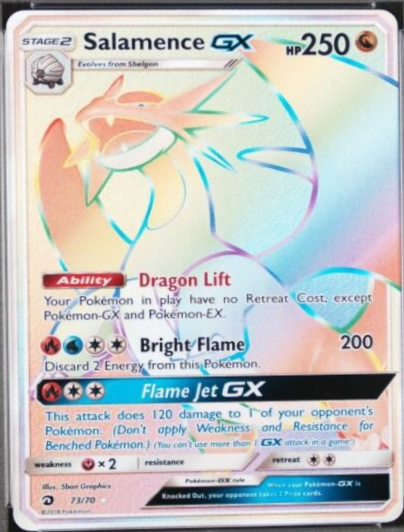 STAGE 2 Salamence GX HP 250
Evolves from Shelgon
Ability Dragon Lift
Your Pokémon in play have no Retreat Cost, except
Pokémon-GX and Pokémon-EX.
Bright Flame 200
Discard 2 Energy from this Pokémon.
Flame Jet GX
This attack does 120 damage to 1 of your opponent's
Pokémon. (Don't apply Weakness and Resistance for
Benched Pokémon.) (You can't use more than 1 GX attack in a game.)
weakness ×2 resistance retreat
Illus. 5ban Graphics
Pokémon-GX rule
When your Pokémon-GX is
Knocked Out, your opponent takes 2 Prize cards.
73/70
©2018 Pokémon